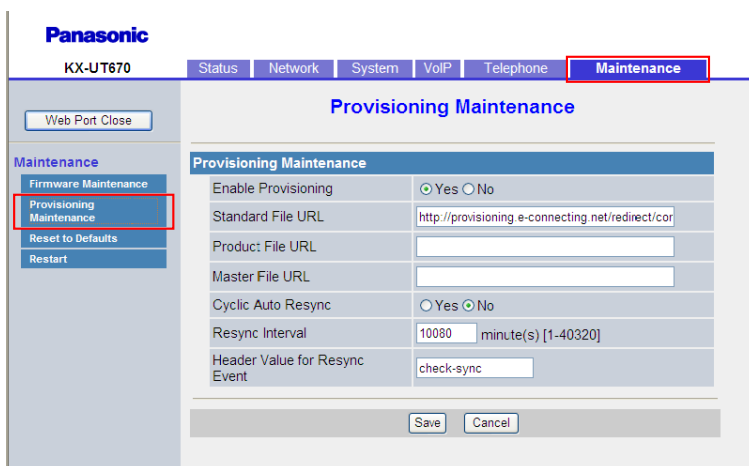 Panasonic
KX-UT670
Status Network System VoIP Telephone Maintenance
Web Port Close
Provisioning Maintenance
Maintenance
Firmware Maintenance
Provisioning
Maintenance
Reset to Defaults
Restart
Provisioning Maintenance
Enable Provisioning Yes No
Standard File URL http://provisioning.e-connecting.net/redirect/cor
Product File URL
Master File URL
Cyclic Auto Resync Yes No
Resync Interval 10080 minute(s) [1-40320]
Header Value for Resync
Event check-sync
Save Cancel